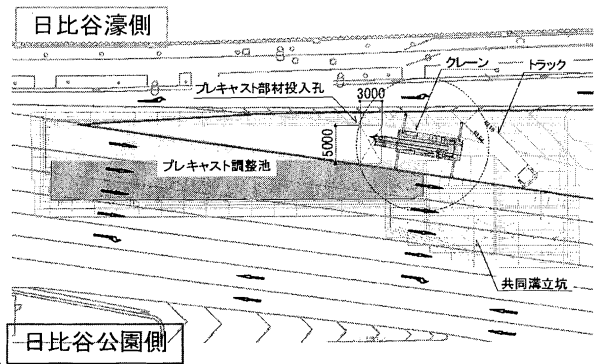 日比谷濠側
クレーン
トラック
プレキャスト部材投入孔
3000
5000
プレキャスト調整池
共同溝立坑
日比谷公園側